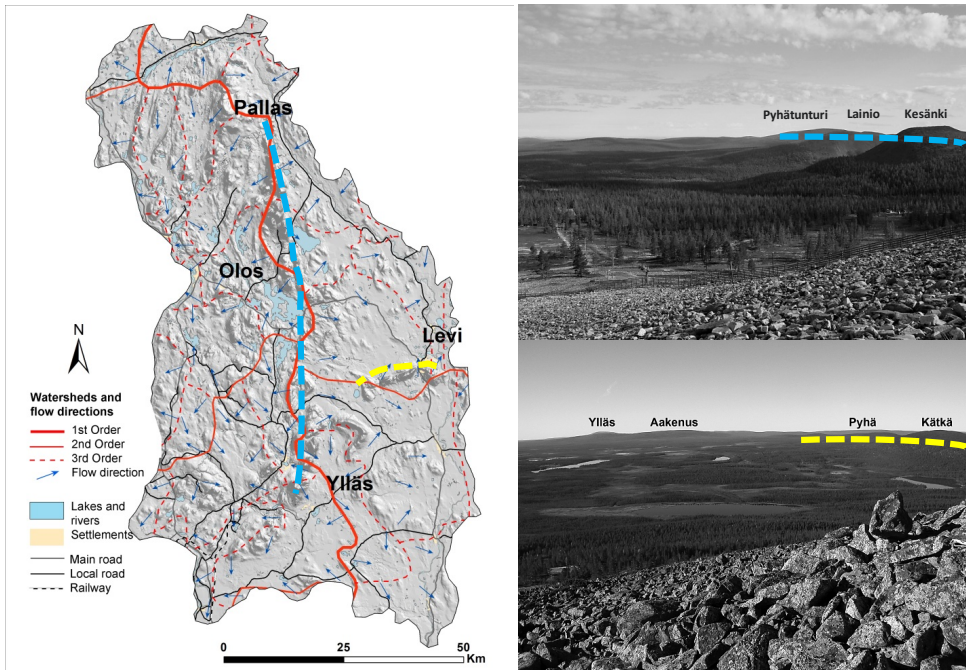 Pallas
Olos
Levi
Ylläs
N
Watersheds and
flow directions
1st Order
2nd Order
3rd Order
Flow direction
Lakes and
rivers
Settlements
Main road
Local road
Railway
0
25
50
Km
Pyhätunturi Lainio Kesänki
Ylläs Aakenus Pyhä Kätkä